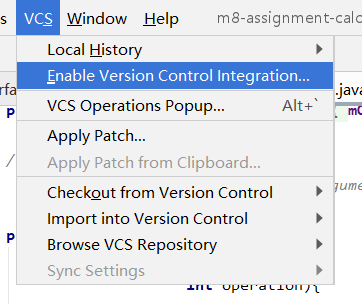 s VCS Window Help m8-assignment-calc
Local History
Enable Version Control Integration...
VCS Operations Popup... Alt+`
Apply Patch...
Apply Patch from Clipboard...
Checkout from Version Control
Import into Version Control
Browse VCS Repository
Sync Settings
rfa
.java
p
m0
/
gume
p
int operation){